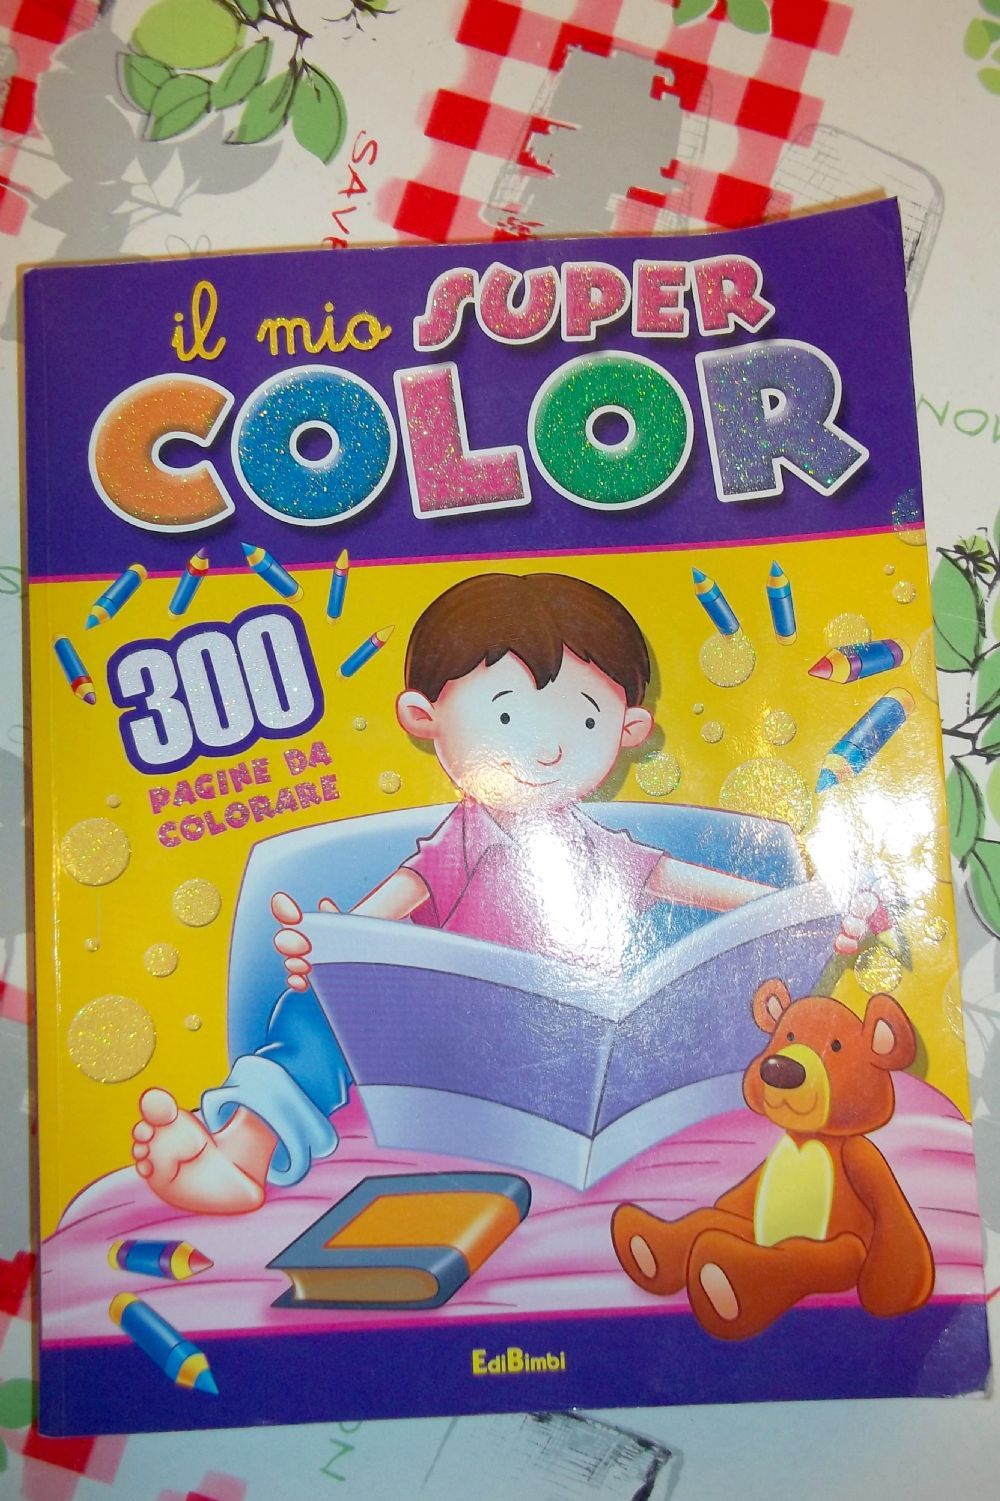 il mio SUPER
COLOR
300
PAGINE DA
COLORARE
EdiBimbi